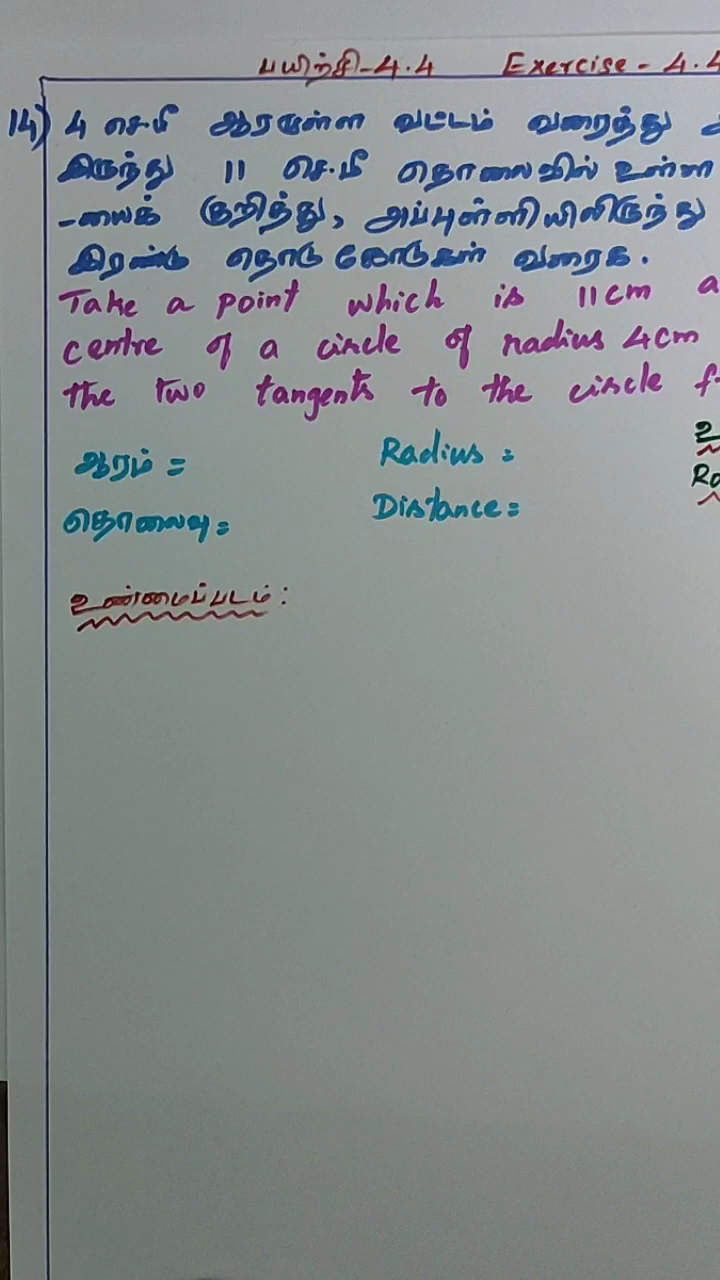 பயிற்சி-4.4 Exercise - 4.4
14) 4 செ.மீ ஆரமுள்ள வட்டம் வரைந்து
இருந்து 11 செ.மீ தொலைவில் உள்ள
-யைக் குறித்து, அப்புள்ளியிலிருந்து
இரண்டு தொடுகோடுகள் வரைக.
Take a point which is 11cm a
centre of a circle of radius 4cm
the two tangents to the circle f
ஆரம் = Radius =
தொலைவு = Distance =
உ
Ro
உண்மைப்படம் :